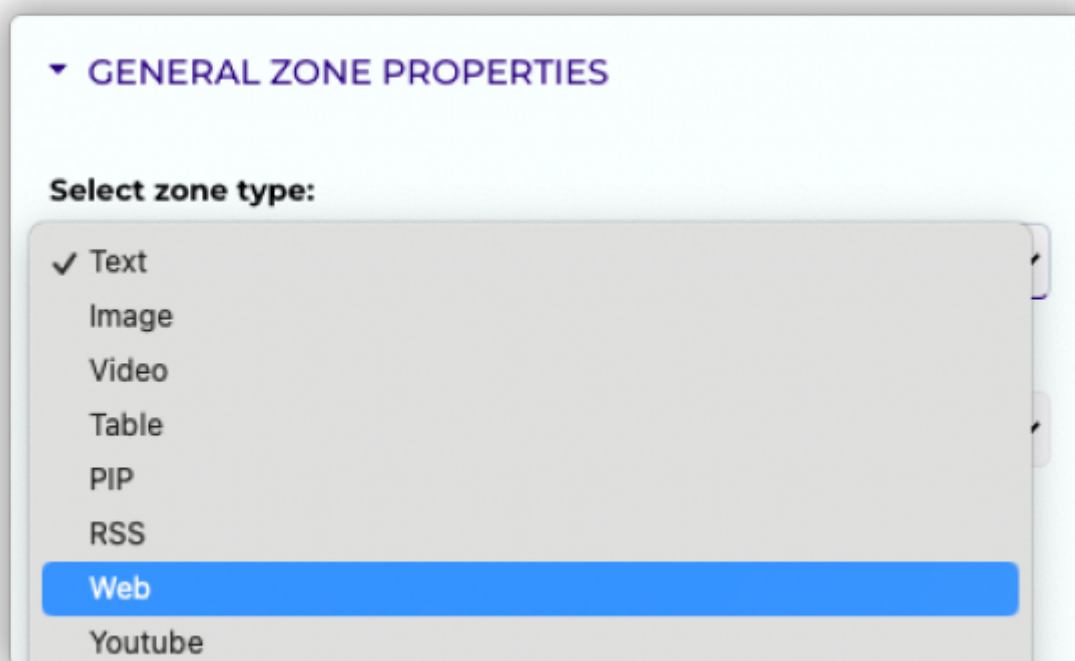 GENERAL ZONE PROPERTIES
Select zone type:
Text
Image
Video
Table
PIP
RSS
Web
Youtube